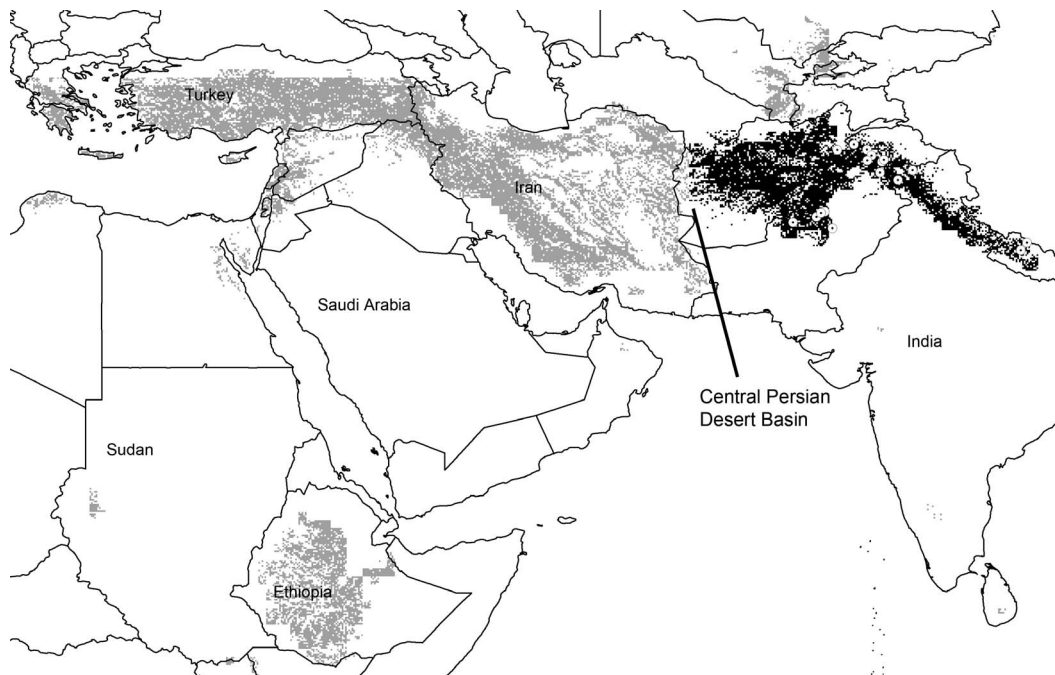 Turkey
Iran
Saudi Arabia
India
Central Persian
Desert Basin
Sudan
Ethiopia